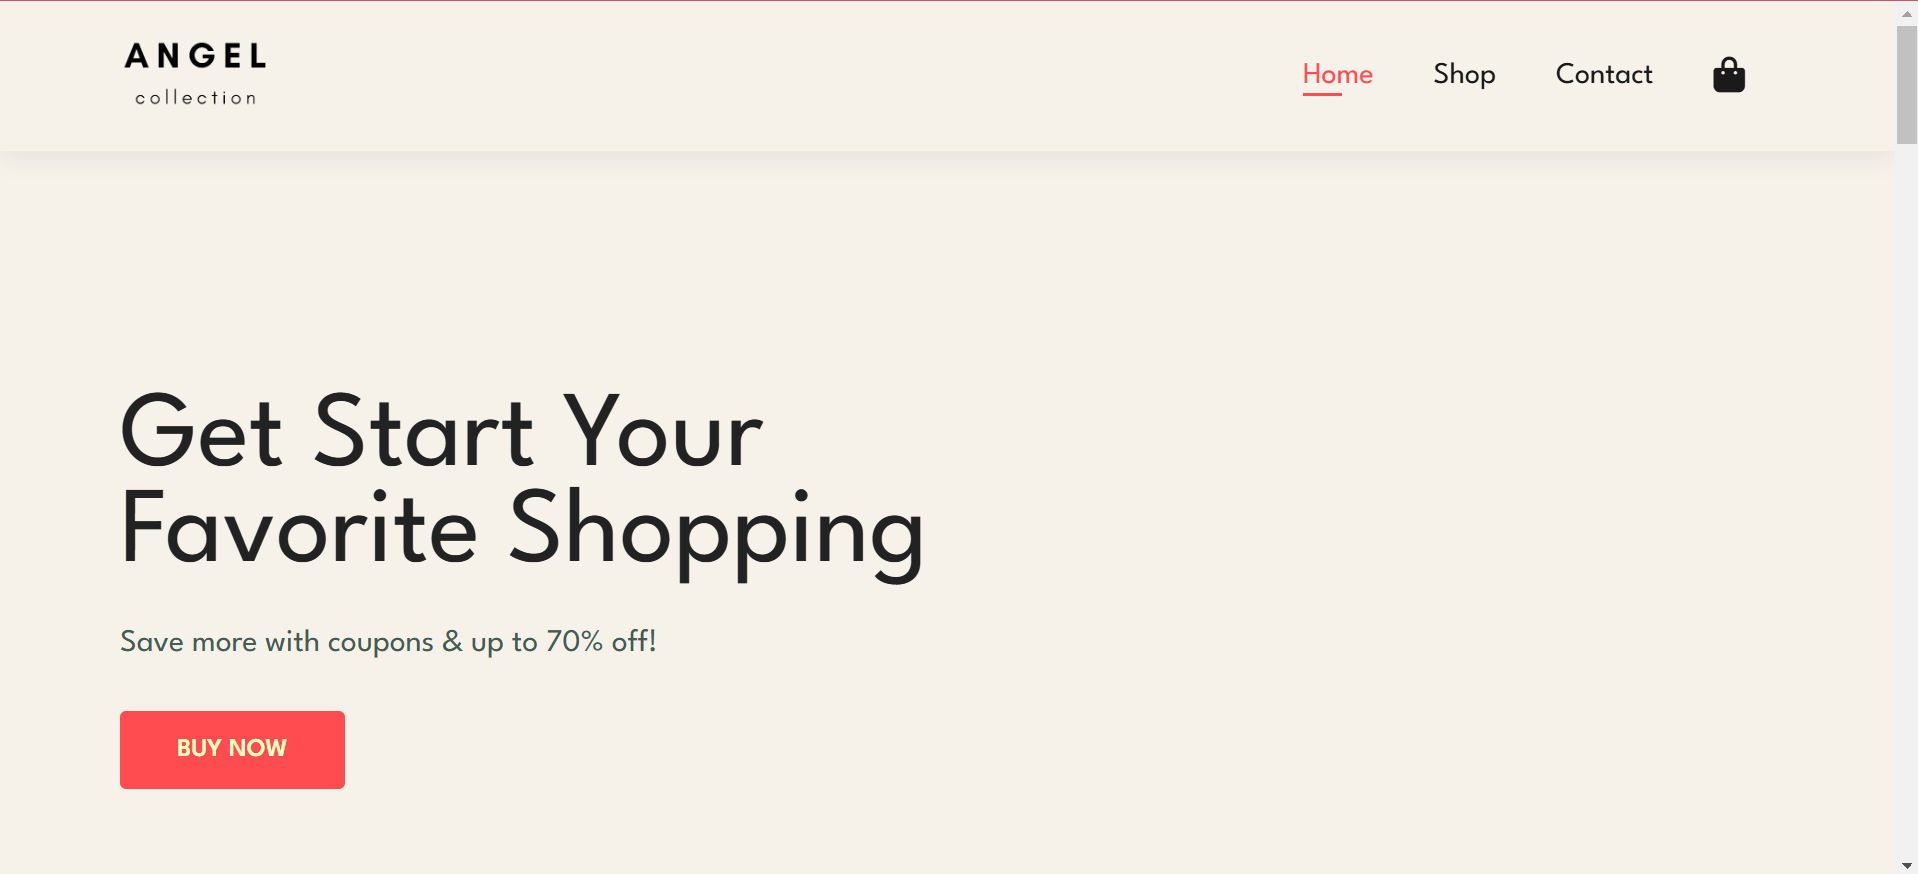 ANGEL
collection
Home Shop Contact
Get Start Your
Favorite Shopping
Save more with coupons & up to 70% off!
BUY NOW